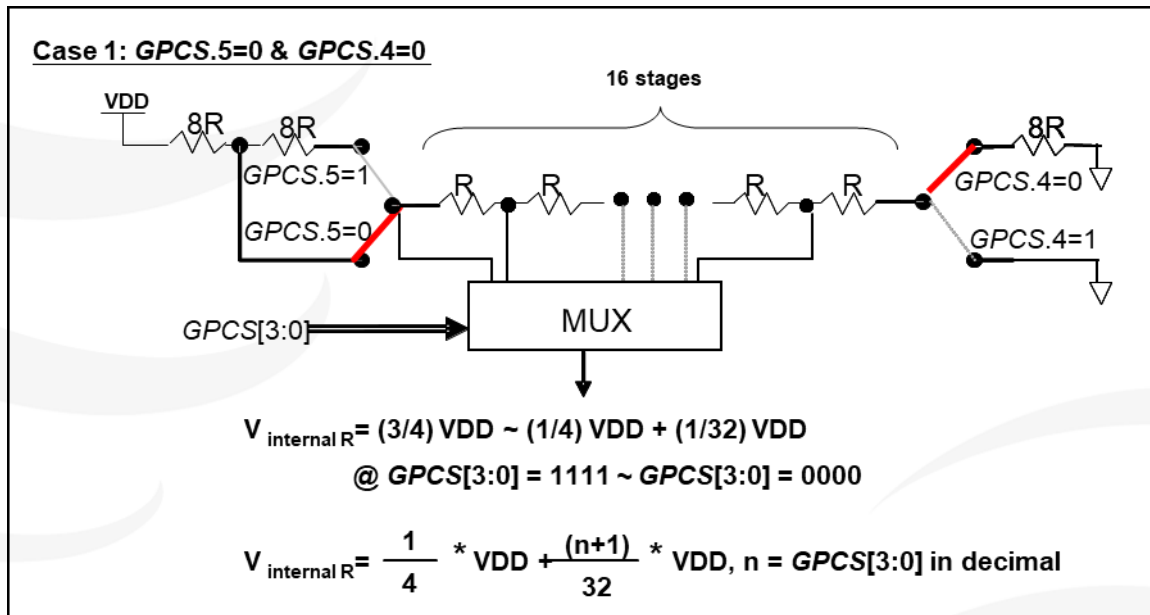 Case 1: GPCS.5=0 & GPCS.4=0
16 stages
VDD
8R 8R
8R
GPCS.5=1
R R R R
GPCS.4=0
GPCS.5=0
GPCS.4=1
MUX
GPCS[3:0]
V internal R= (3/4) VDD ~ (1/4) VDD + (1/32) VDD
@ GPCS[3:0] = 1111 ~ GPCS[3:0] = 0000
V internal R= 1/4 * VDD + (n+1)/32 * VDD, n = GPCS[3:0] in decimal